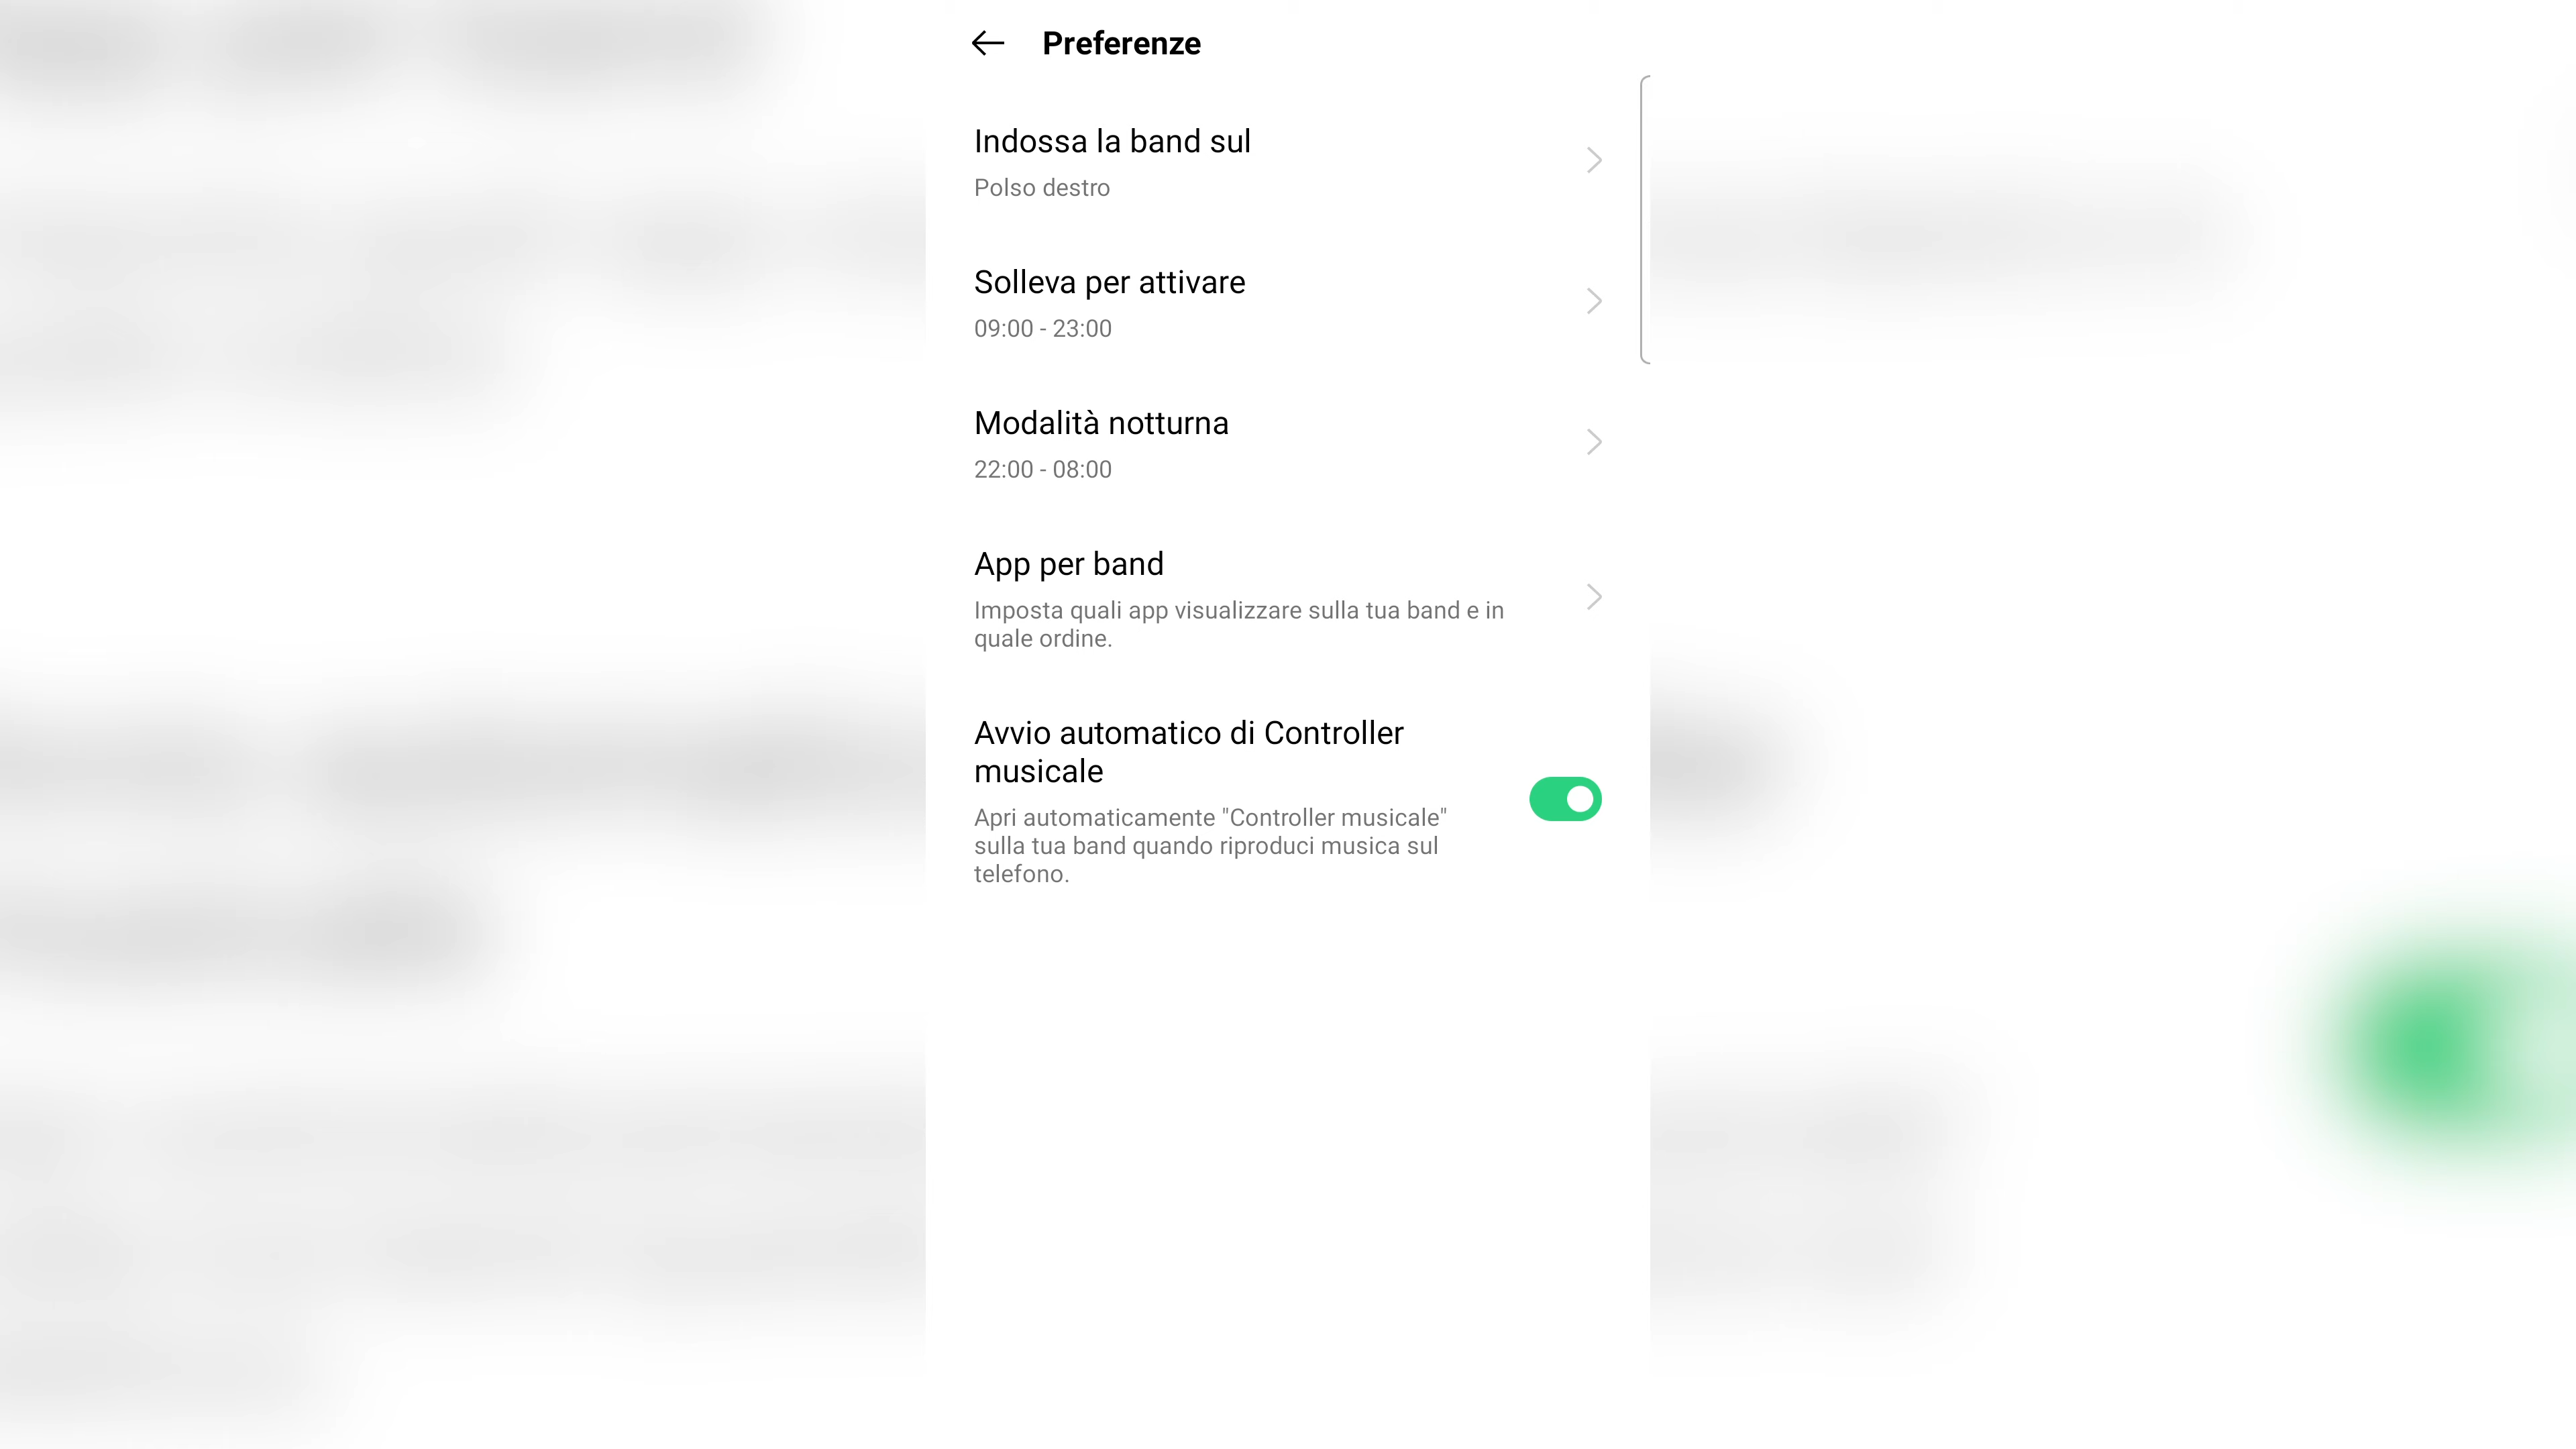 Preferenze
Indossa la band sul
Polso destro
Solleva per attivare
09:00 - 23:00
Modalità notturna
22:00 - 08:00
App per band
Imposta quali app visualizzare sulla tua band e in
quale ordine.
Avvio automatico di Controller
musicale
Apri automaticamente "Controller musicale"
sulla tua band quando riproduci musica sul
telefono.